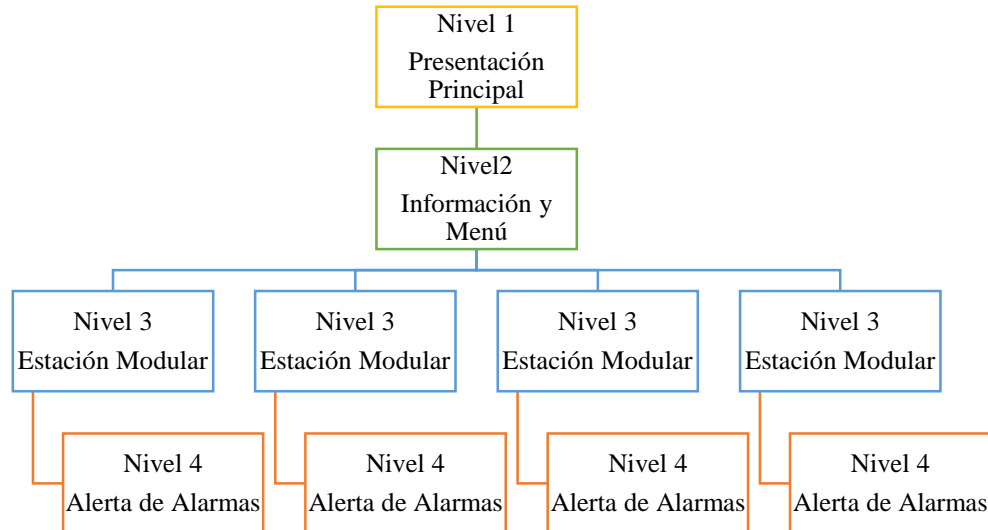 Nivel 1
Presentación
Principal
Nivel2
Información y
Menú
Nivel 3
Estación Modular
Nivel 3
Estación Modular
Nivel 3
Estación Modular
Nivel 3
Estación Modular
Nivel 4
Alerta de Alarmas
Nivel 4
Alerta de Alarmas
Nivel 4
Alerta de Alarmas
Nivel 4
Alerta de Alarmas